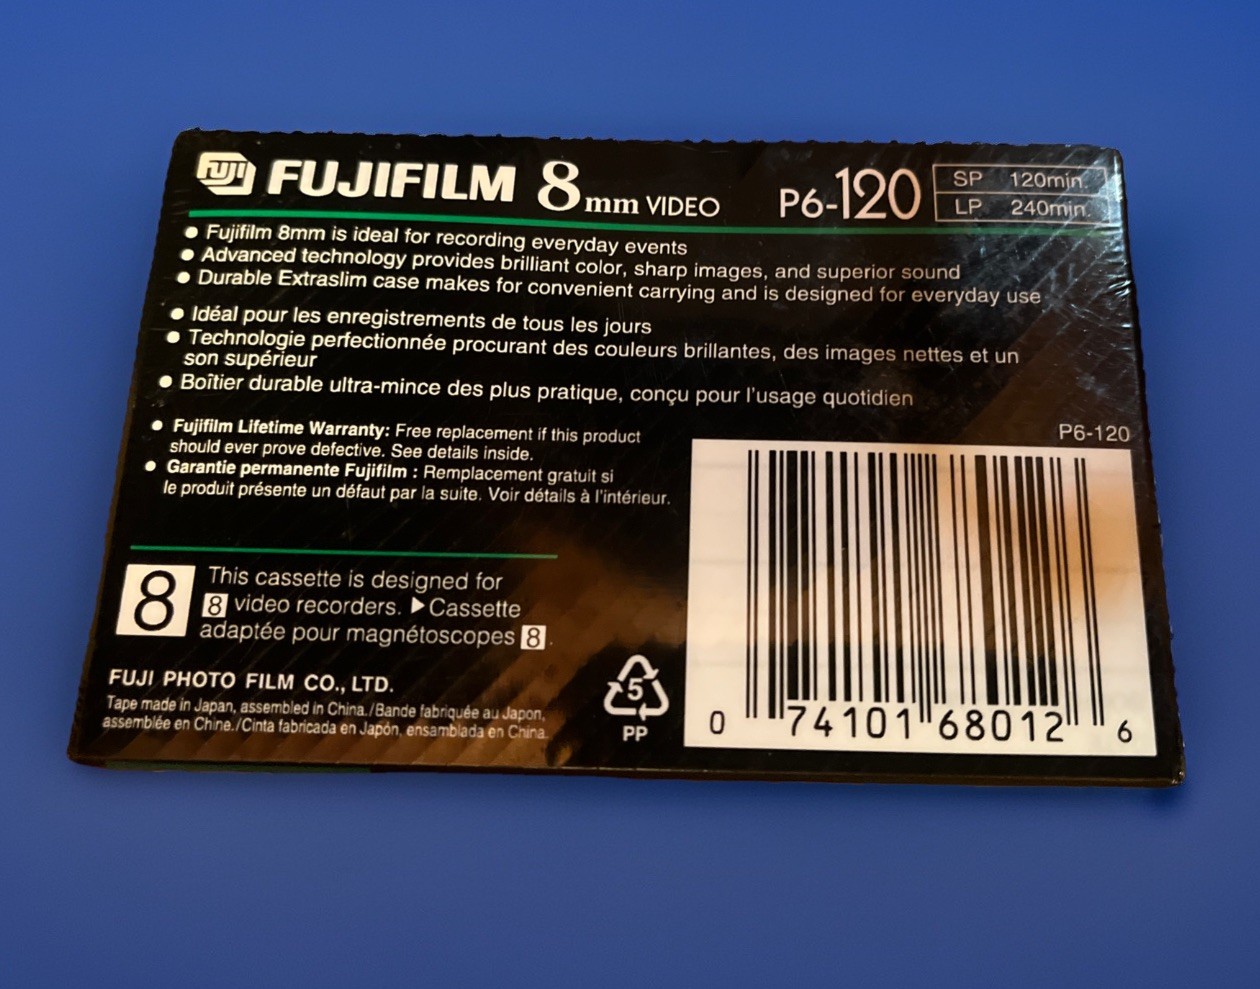 FUJI FUJIFILM 8mm VIDEO P6-120 SP 120min.
LP 240min.
● Fujifilm 8mm is ideal for recording everyday events
● Advanced technology provides brilliant color, sharp images, and superior sound
● Durable Extraslim case makes for convenient carrying and is designed for everyday use
● Idéal pour les enregistrements de tous les jours
● Technologie perfectionnée procurant des couleurs brillantes, des images nettes et un
son supérieur
● Boîtier durable ultra-mince des plus pratique, conçu pour l'usage quotidien
● Fujifilm Lifetime Warranty: Free replacement if this product
should ever prove defective. See details inside.
● Garantie permanente Fujifilm : Remplacement gratuit si
le produit présente un défaut par la suite. Voir détails à l'intérieur.
P6-120
8 This cassette is designed for
8 video recorders. ▶Cassette
adaptée pour magnétoscopes 8.
FUJI PHOTO FILM CO., LTD.
Tape made in Japan, assembled in China./Bande fabriquée au Japon,
assemblée en Chine./Cinta fabricada en Japón, ensamblada en China.
5
PP
0 74101 68012 6